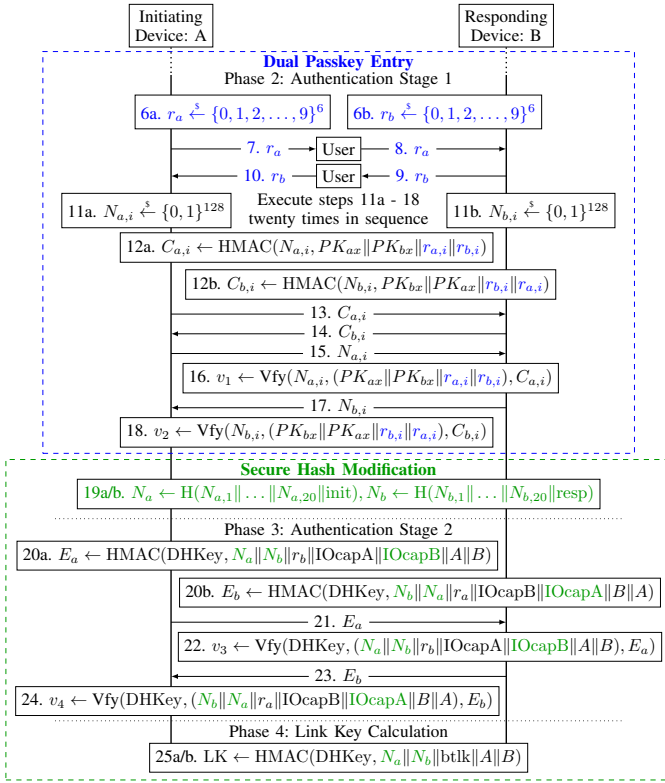 Initiating
Device: A
Responding
Device: B
Dual Passkey Entry
Phase 2: Authentication Stage 1
6a. r_a ←$ {0, 1, 2, . . . , 9}^6
6b. r_b ←$ {0, 1, 2, . . . , 9}^6
7. r_a User 8. r_a
10. r_b User 9. r_b
Execute steps 11a - 18
twenty times in sequence
11a. N_{a,i} ←$ {0, 1}^{128}
11b. N_{b,i} ←$ {0, 1}^{128}
12a. C_{a,i} ← HMAC(N_{a,i}, PK_{ax}‖PK_{bx}‖r_{a,i}‖r_{b,i})
12b. C_{b,i} ← HMAC(N_{b,i}, PK_{bx}‖PK_{ax}‖r_{b,i}‖r_{a,i})
13. C_{a,i}
14. C_{b,i}
15. N_{a,i}
16. v_1 ← Vfy(N_{a,i}, (PK_{ax}‖PK_{bx}‖r_{a,i}‖r_{b,i}), C_{a,i})
17. N_{b,i}
18. v_2 ← Vfy(N_{b,i}, (PK_{bx}‖PK_{ax}‖r_{b,i}‖r_{a,i}), C_{b,i})
Secure Hash Modification
19a/b. N_a ← H(N_{a,1}‖ . . . ‖N_{a,20}‖init), N_b ← H(N_{b,1}‖ . . . ‖N_{b,20}‖resp)
Phase 3: Authentication Stage 2
20a. E_a ← HMAC(DHKey, N_a‖N_b‖r_b‖IOcapA‖IOcapB‖A‖B)
20b. E_b ← HMAC(DHKey, N_b‖N_a‖r_a‖IOcapB‖IOcapA‖B‖A)
21. E_a
22. v_3 ← Vfy(DHKey, (N_a‖N_b‖r_b‖IOcapA‖IOcapB‖A‖B), E_a)
23. E_b
24. v_4 ← Vfy(DHKey, (N_b‖N_a‖r_a‖IOcapB‖IOcapA‖B‖A), E_b)
Phase 4: Link Key Calculation
25a/b. LK ← HMAC(DHKey, N_a‖N_b‖btlk‖A‖B)